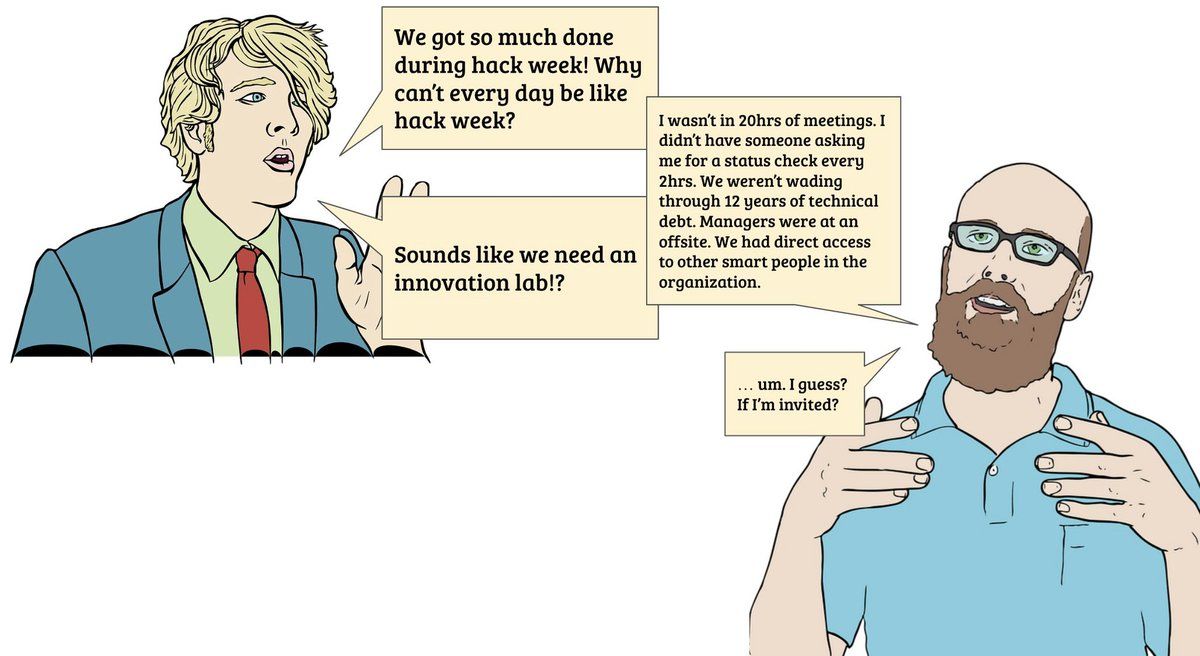 We got so much done
during hack week! Why
can't every day be like
hack week?
I wasn't in 20hrs of meetings. I
didn't have someone asking
me for a status check every
2hrs. We weren't wading
through 12 years of technical
debt. Managers were at an
offsite. We had direct access
to other smart people in the
organization.
Sounds like we need an
innovation lab!?
… um. I guess?
If I'm invited?